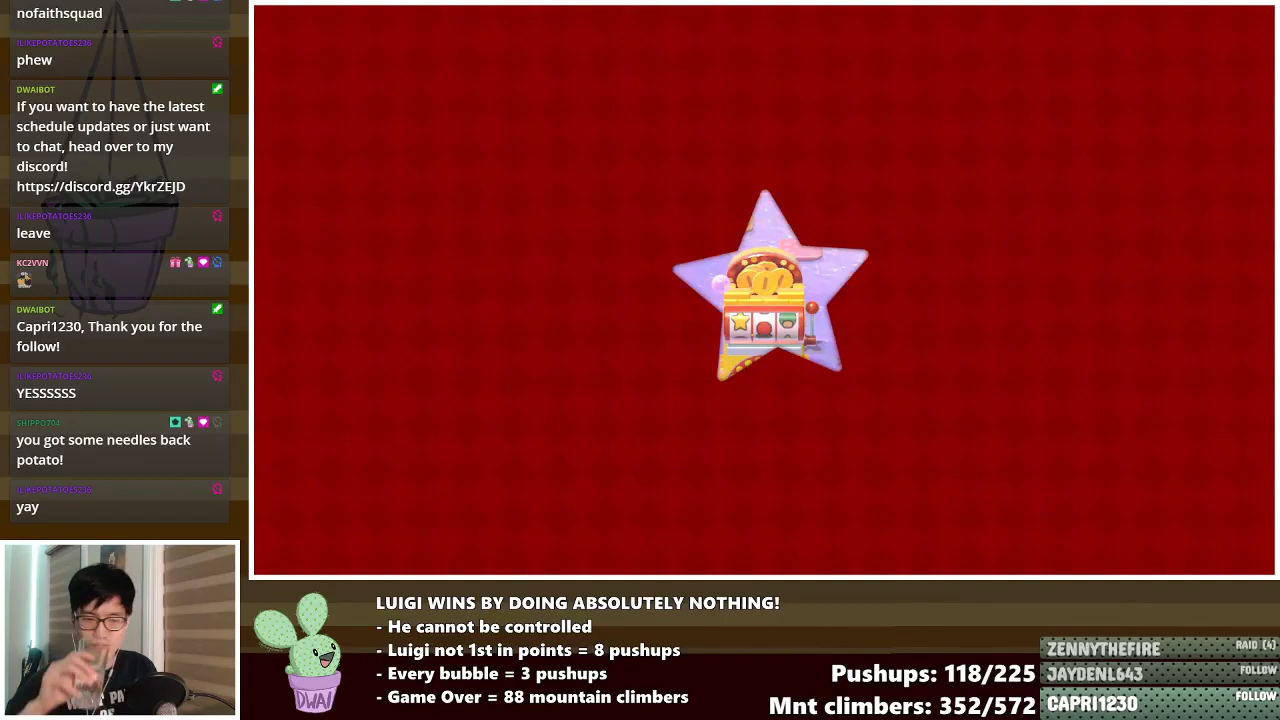 nofaithsquad
ILIKEPOTATOES236
phew
DWAIBOT
If you want to have the latest
schedule updates or just want
to chat, head over to my
discord!
https://discord.gg/YkrZEJD
ILIKEPOTATOES236
leave
KC2VVN
DWAIBOT
Capri1230, Thank you for the
follow!
ILIKEPOTATOES236
YESSSSSS
SHIPPO704
you got some needles back
potato!
ILIKEPOTATOES236
yay
DWAI
LUIGI WINS BY DOING ABSOLUTELY NOTHING!
- He cannot be controlled
- Luigi not 1st in points = 8 pushups
- Every bubble = 3 pushups
- Game Over = 88 mountain climbers
Pushups: 118/225
Mnt climbers: 352/572
ZENNYTHEFIRE RAID (4)
JAYDENL643 FOLLOW
CAPRI1230 FOLLOW